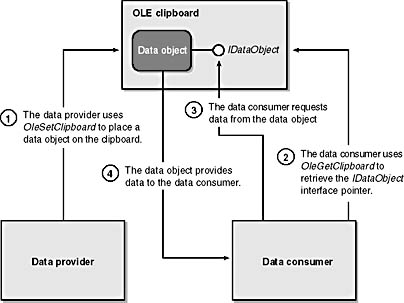 OLE clipboard
Data object
IDataObject
1
The data provider uses
OleSetClipboard to place a
data object on the clipboard.
3
The data consumer requests
data from the data object
4
The data object provides
data to the data consumer.
2
The data consumer uses
OleGetClipboard to
retrieve the IDataObject
interface pointer.
Data provider
Data consumer